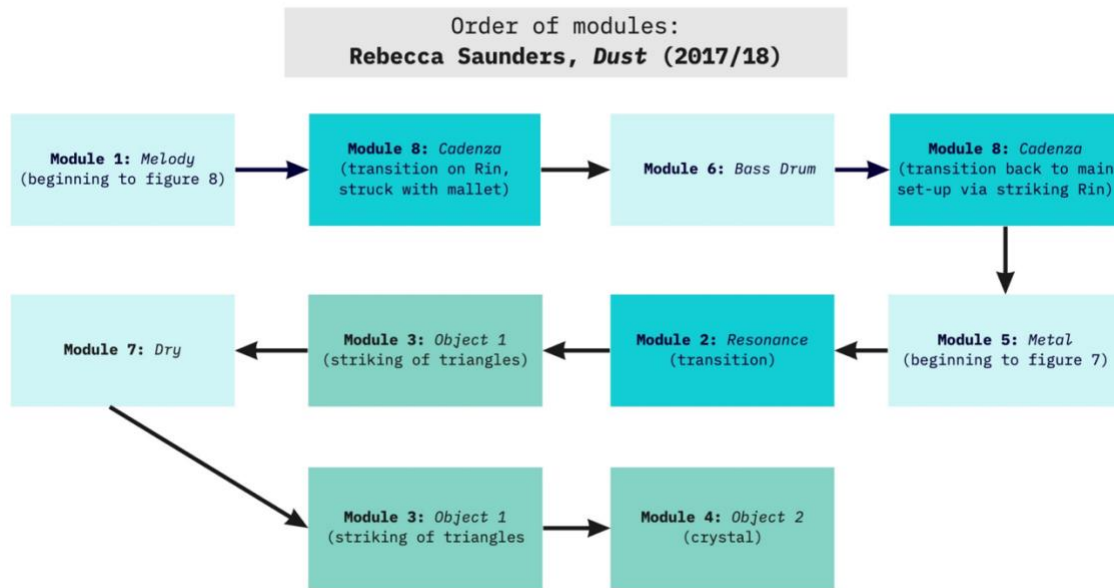 Order of modules:
Rebecca Saunders, Dust (2017/18)
Module 1: Melody
(beginning to figure 8)
Module 8: Cadenza
(transition on Rin,
struck with mallet)
Module 6: Bass Drum
Module 8: Cadenza
(transition back to main
set-up via striking Rin)
Module 5: Metal
(beginning to figure 7)
Module 2: Resonance
(transition)
Module 3: Object 1
(striking of triangles)
Module 7: Dry
Module 3: Object 1
(striking of triangles
Module 4: Object 2
(crystal)